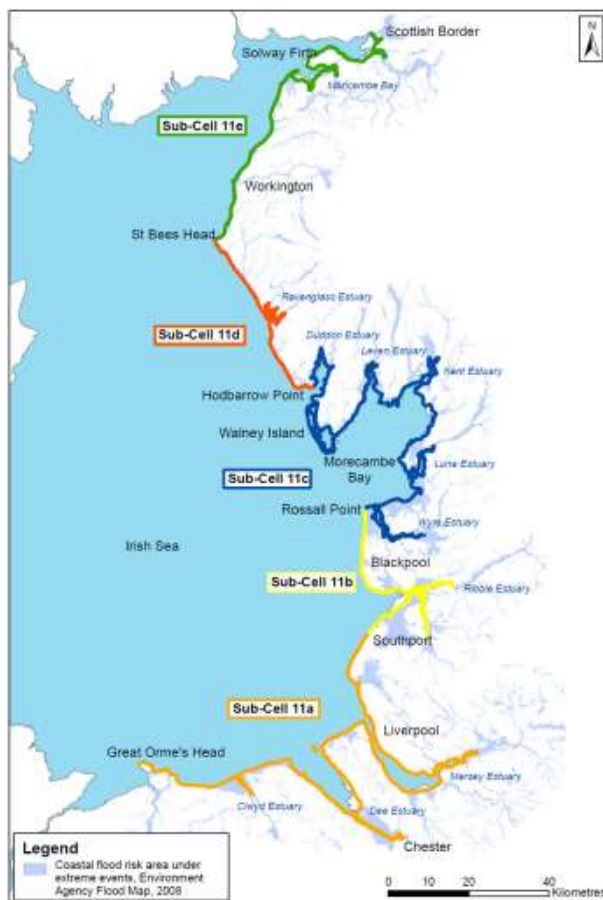 Scottish Border
N
Solway Firth
Moricambe Bay
Sub-Cell 11e
Workington
St Bees Head
Ravenglass Estuary
Duddon Estuary
Sub-Cell 11d
Leven Estuary
Kent Estuary
Hodbarrow Point
Walney Island
Morecambe
Bay
Lune Estuary
Sub-Cell 11c
Rossall Point
Wyre Estuary
Irish Sea
Blackpool
Sub-Cell 11b
Ribble Estuary
Southport
Sub-Cell 11a
Liverpool
Great Orme's Head
Mersey Estuary
Clwyd Estuary
Dee Estuary
Chester
Legend
Coastal flood risk area under
extreme events, Environment
Agency Flood Map, 2008
0 10 20 40
Kilometres